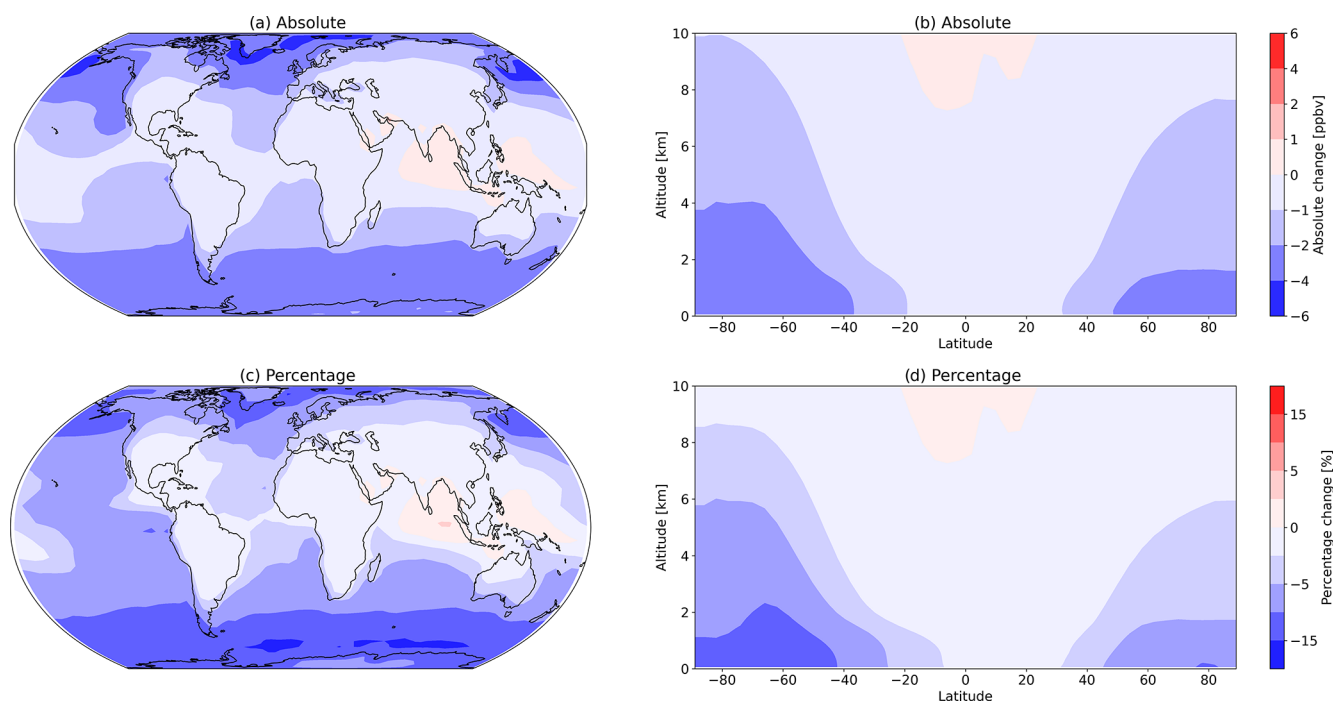 (a) Absolute
(b) Absolute
10
8
6
4
2
0
Altitude [km]
−80 −60 −40 −20 0 20 40 60 80
Latitude
6
4
2
1
0
−1
−2
−4
−6
Absolute change [ppbv]
(c) Percentage
(d) Percentage
10
8
6
4
2
0
Altitude [km]
−80 −60 −40 −20 0 20 40 60 80
Latitude
15
5
0
−5
−15
Percentage change [%]